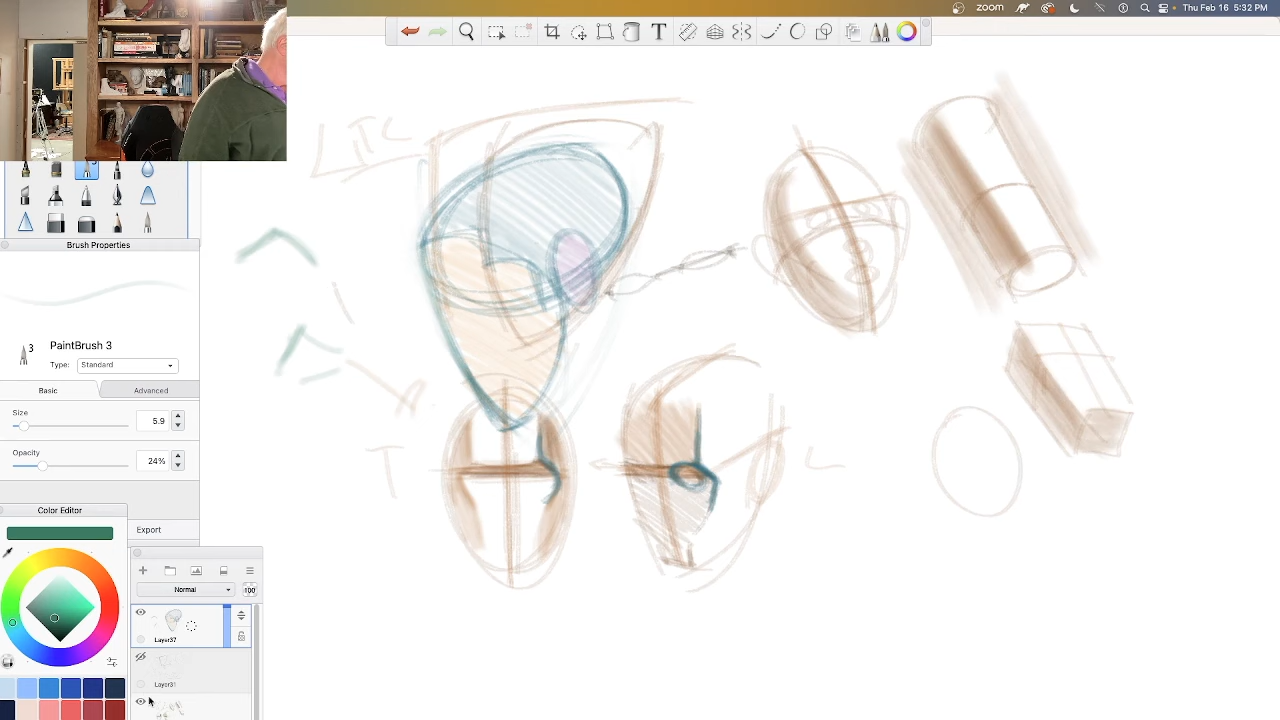 zoom
Thu Feb 16 5:32 PM
T
Brush Properties
3
PaintBrush 3
Type: Standard
Basic Advanced
Size
5.9
Opacity
24%
T
L
Color Editor
Export
Normal
100
Layer37
Layer31